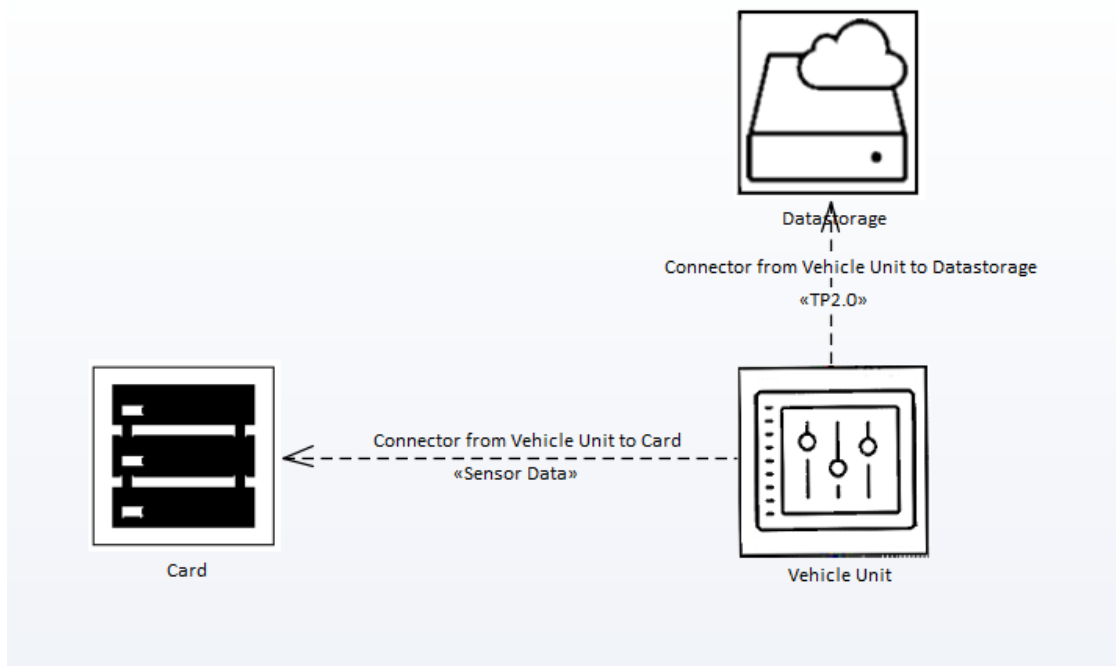 Datastorage
Connector from Vehicle Unit to Datastorage
«TP2.0»
Connector from Vehicle Unit to Card
«Sensor Data»
Card
Vehicle Unit